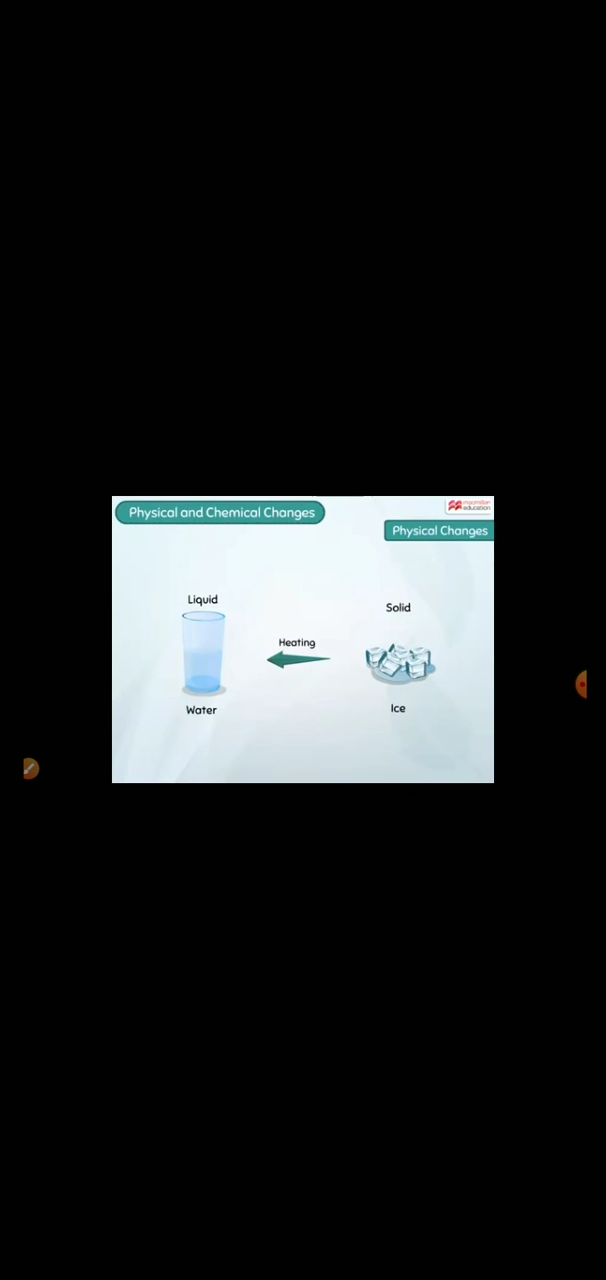 Physical and Chemical Changes
macmillan
education
Physical Changes
Liquid
Solid
Heating
Water
Ice